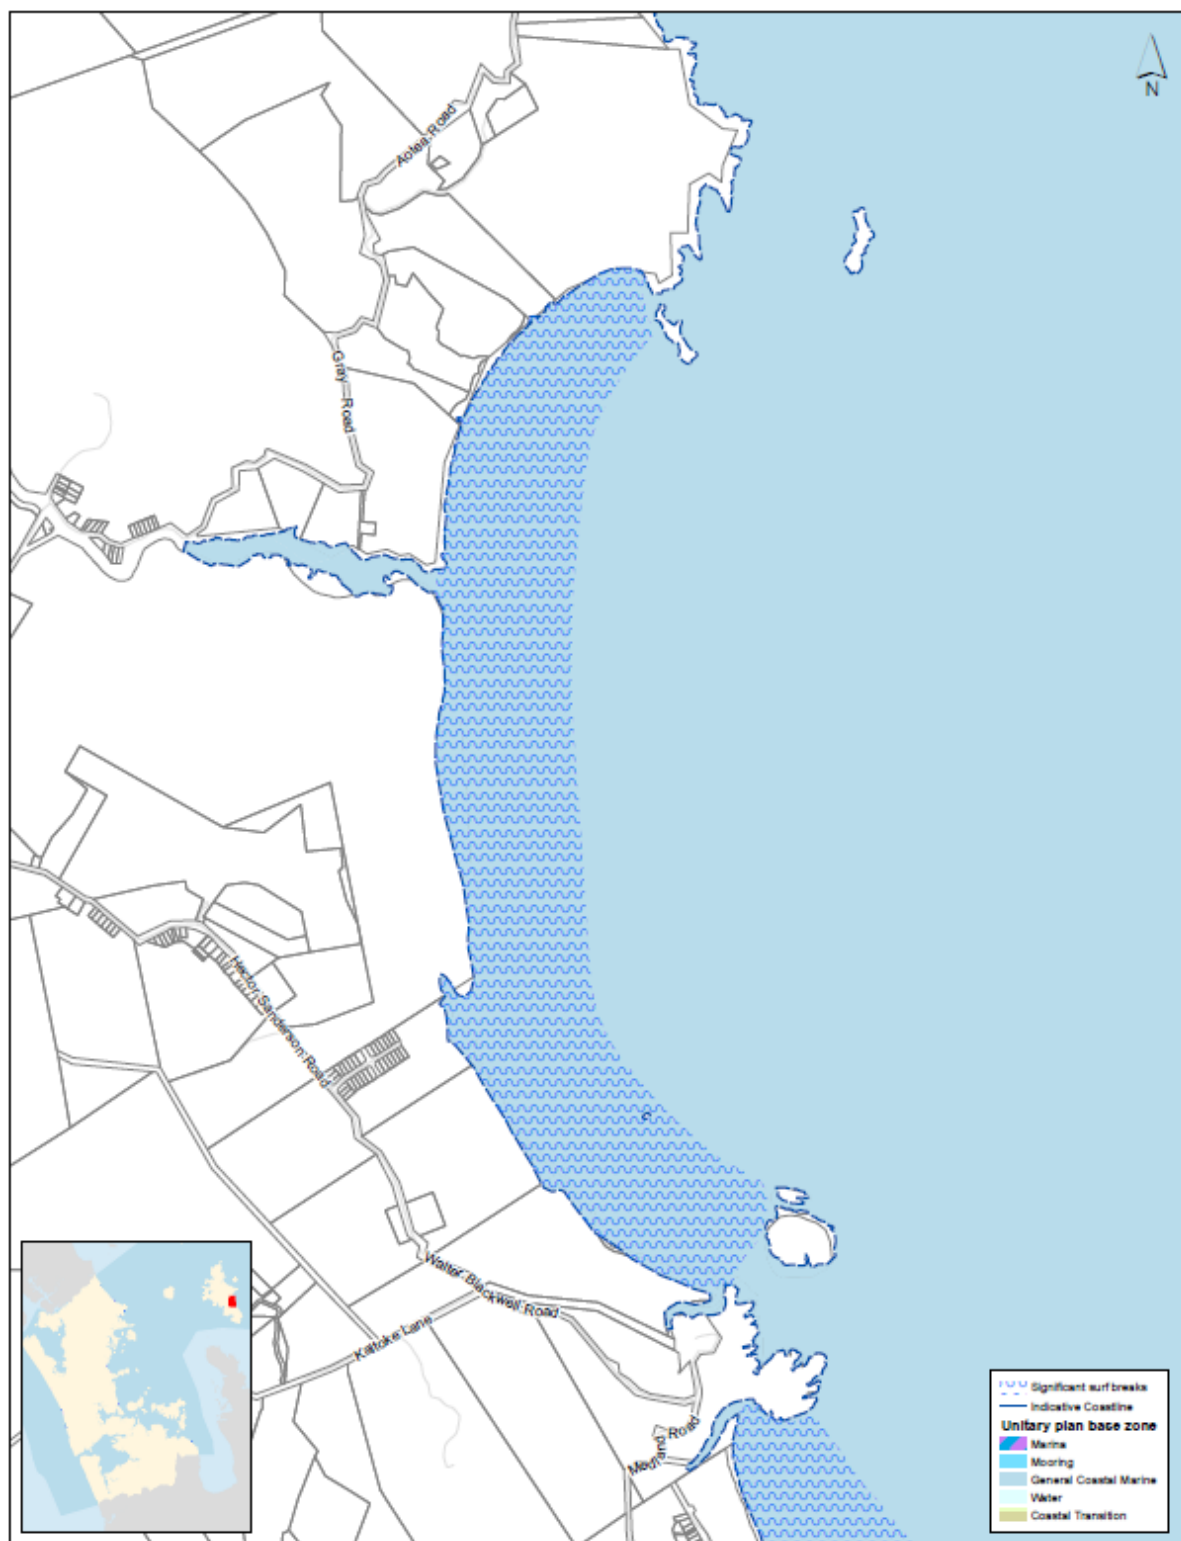 N
Aotea Road
Gray Road
Hector Sanderson Road
Walter Blackwell Road
Kaitoke Lane
Medland Road
Significant surf breaks
Indicative Coastline
Unitary plan base zone
Marina
Mooring
General Coastal Marine
Water
Coastal Transition